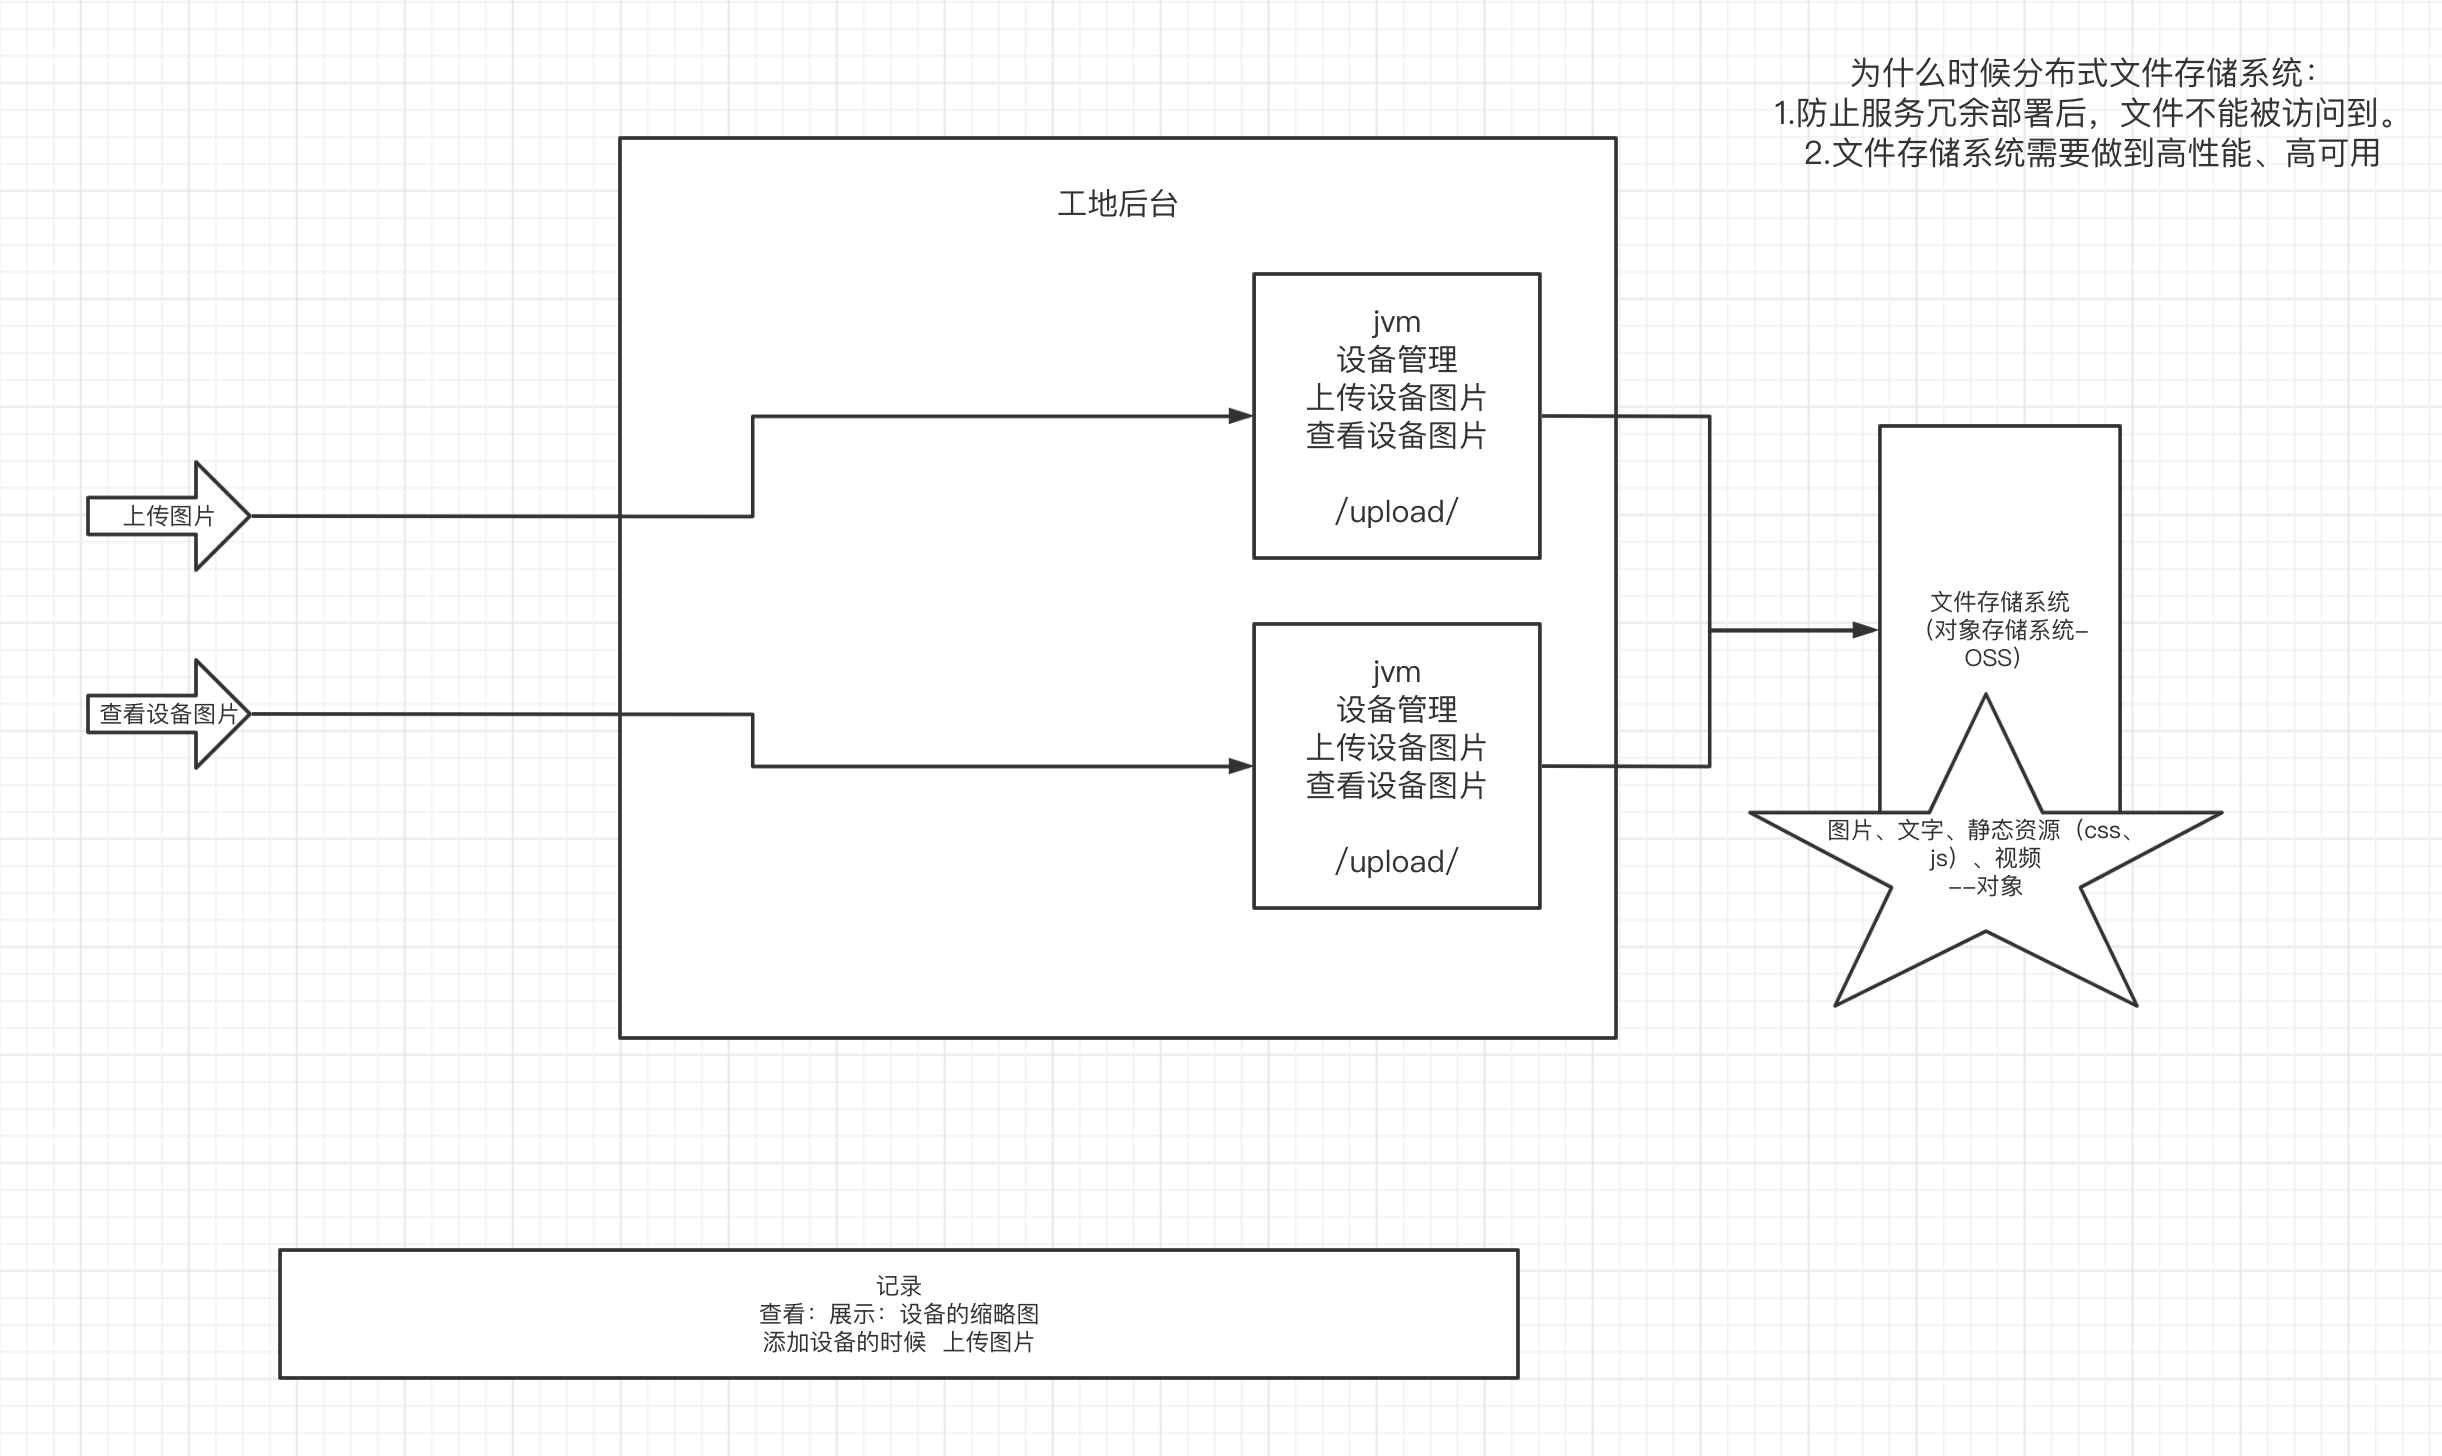 为什么时候分布式文件存储系统：
1.防止服务冗余部署后，文件不能被访问到。
2.文件存储系统需要做到高性能、高可用
工地后台
jvm
设备管理
上传设备图片
查看设备图片
/upload/
上传图片
查看设备图片
jvm
设备管理
上传设备图片
查看设备图片
/upload/
文件存储系统
（对象存储系统-
OSS）
图片、文字、静态资源（css、
js）、视频
--对象
记录
查看：展示：设备的缩略图
添加设备的时候  上传图片